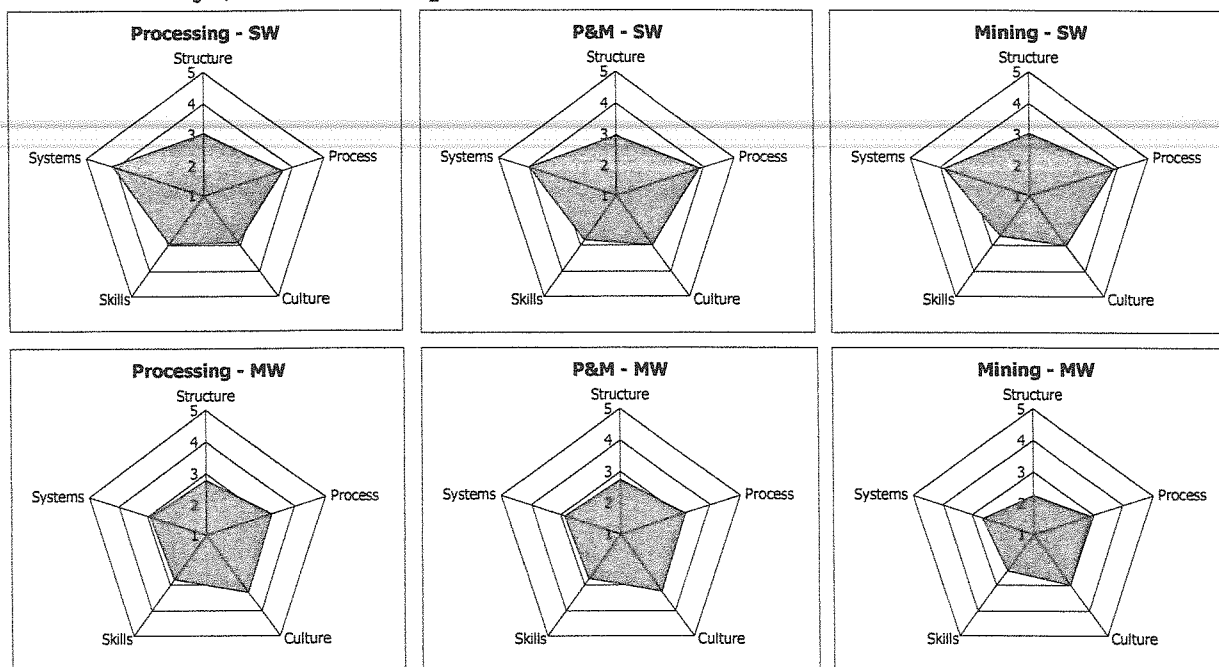 Processing - SW
Structure
5
4
3
2
1
Systems
Process
Skills
Culture
P&M - SW
Structure
5
4
3
2
1
Systems
Process
Skills
Culture
Mining - SW
Structure
5
4
3
2
1
Systems
Process
Skills
Culture
Processing - MW
Structure
5
4
3
2
1
Systems
Process
Skills
Culture
P&M - MW
Structure
5
4
3
2
1
Systems
Process
Skills
Culture
Mining - MW
Structure
5
4
3
2
1
Systems
Process
Skills
Culture